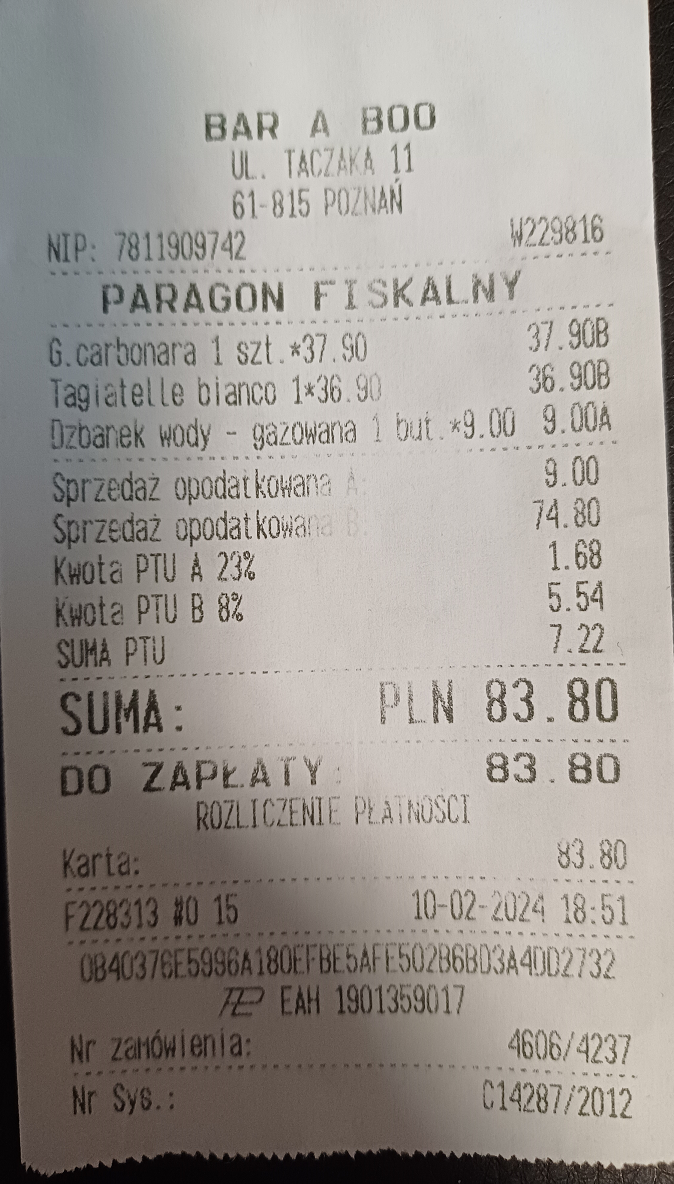 BAR A BOO
UL. TACZAKA 11
61-815 POZNAŃ
NIP: 7811909742 W229816
PARAGON FISKALNY
G.carbonara 1 szt.*37.90 37.90B
Tagiatelle bianco 1*36.90 36.90B
Dzbanek wody - gazowana 1 but.*9.00 9.00A
Sprzedaż opodatkowana A: 9.00
Sprzedaż opodatkowana B: 74.80
Kwota PTU A 23% 1.68
Kwota PTU B 8% 5.54
SUMA PTU 7.22
SUMA: PLN 83.80
DO ZAPŁATY: 83.80
ROZLICZENIE PŁATNOŚCI
Karta: 83.80
F228313 #0 15 10-02-2024 18:51
0B40376E5996A180EFBE5AFE502B6BD3A4DD2732
EAH 1901359017
Nr zamówienia: 4606/4237
Nr Sys.: C14287/2012